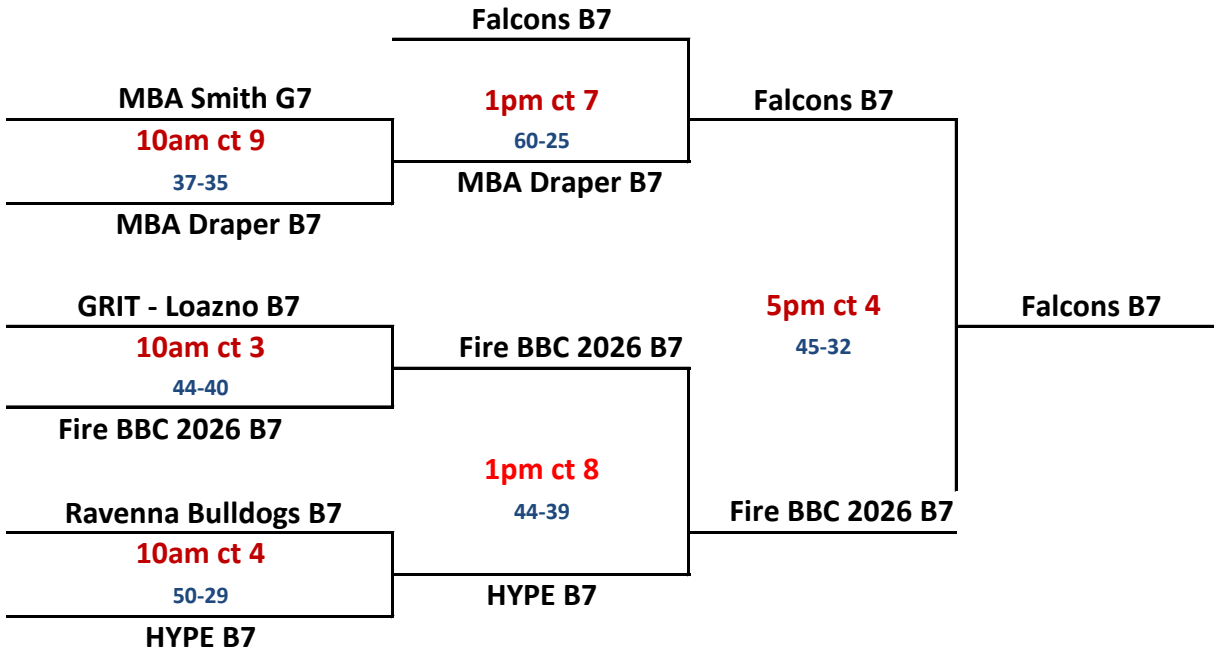 Falcons B7
MBA Smith G7
1pm ct 7
Falcons B7
10am ct 9
60-25
37-35
MBA Draper B7
MBA Draper B7
GRIT - Loazno B7
5pm ct 4
Falcons B7
10am ct 3
Fire BBC 2026 B7
45-32
44-40
Fire BBC 2026 B7
1pm ct 8
Ravenna Bulldogs B7
44-39
Fire BBC 2026 B7
10am ct 4
50-29
HYPE B7
HYPE B7